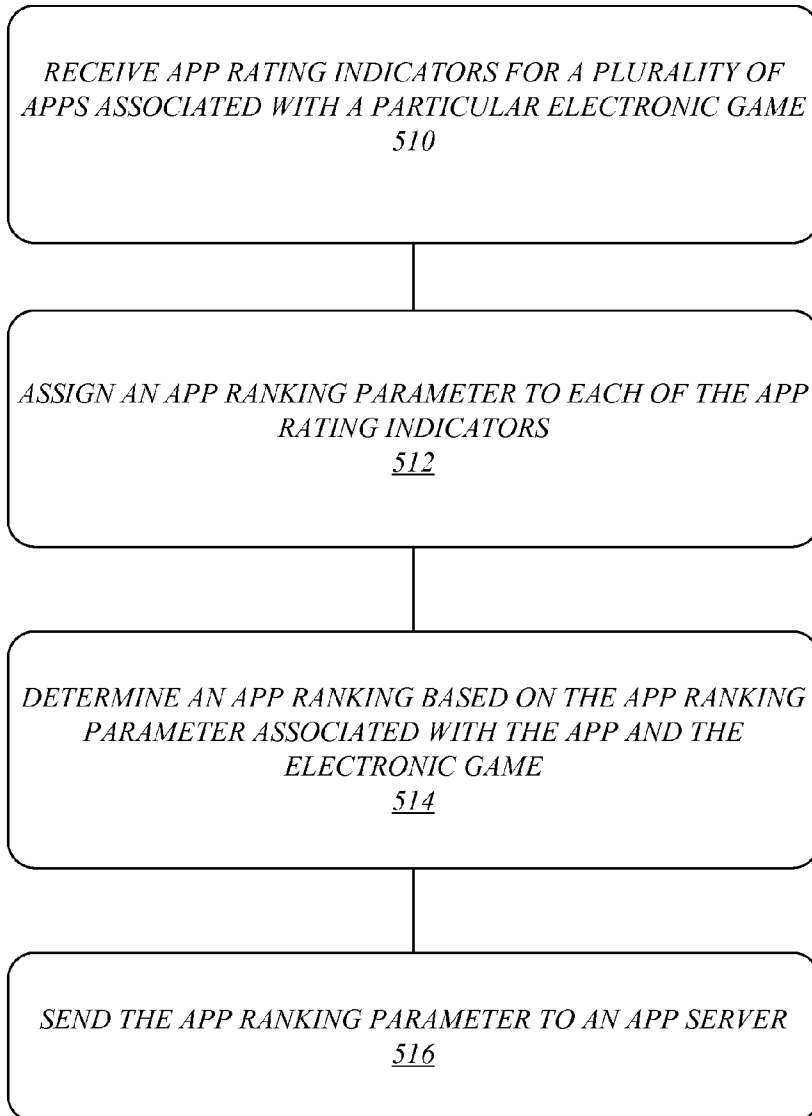 RECEIVE APP RATING INDICATORS FOR A PLURALITY OF
APPS ASSOCIATED WITH A PARTICULAR ELECTRONIC GAME
510
ASSIGN AN APP RANKING PARAMETER TO EACH OF THE APP
RATING INDICATORS
512
DETERMINE AN APP RANKING BASED ON THE APP RANKING
PARAMETER ASSOCIATED WITH THE APP AND THE
ELECTRONIC GAME
514
SEND THE APP RANKING PARAMETER TO AN APP SERVER
516